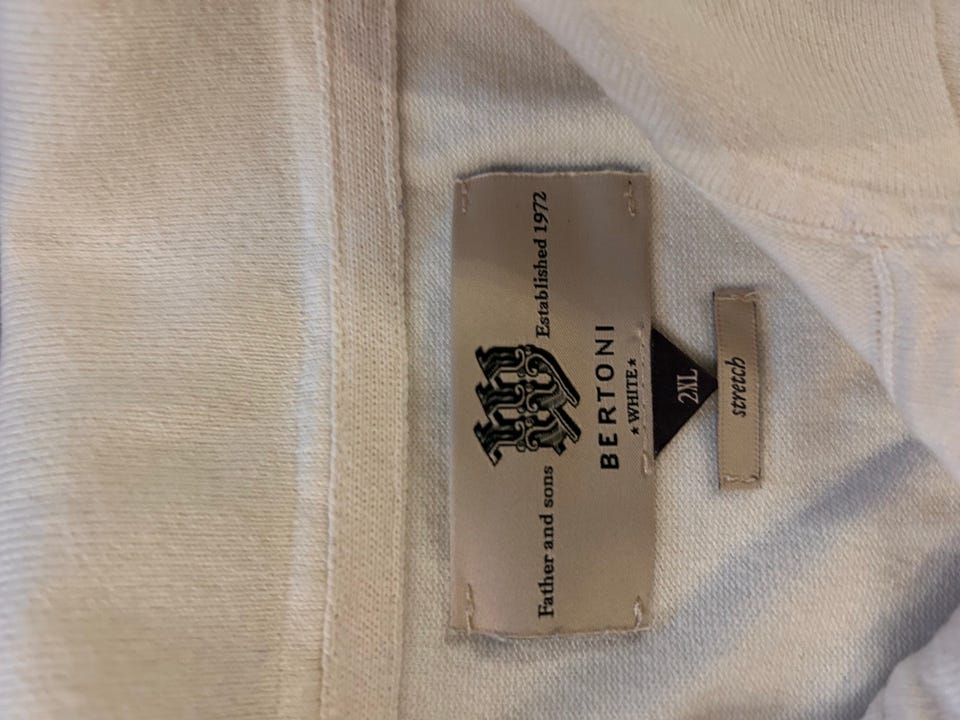 Father and sons Established 1972
BERTONI
★ WHITE ★
2XL
stretch